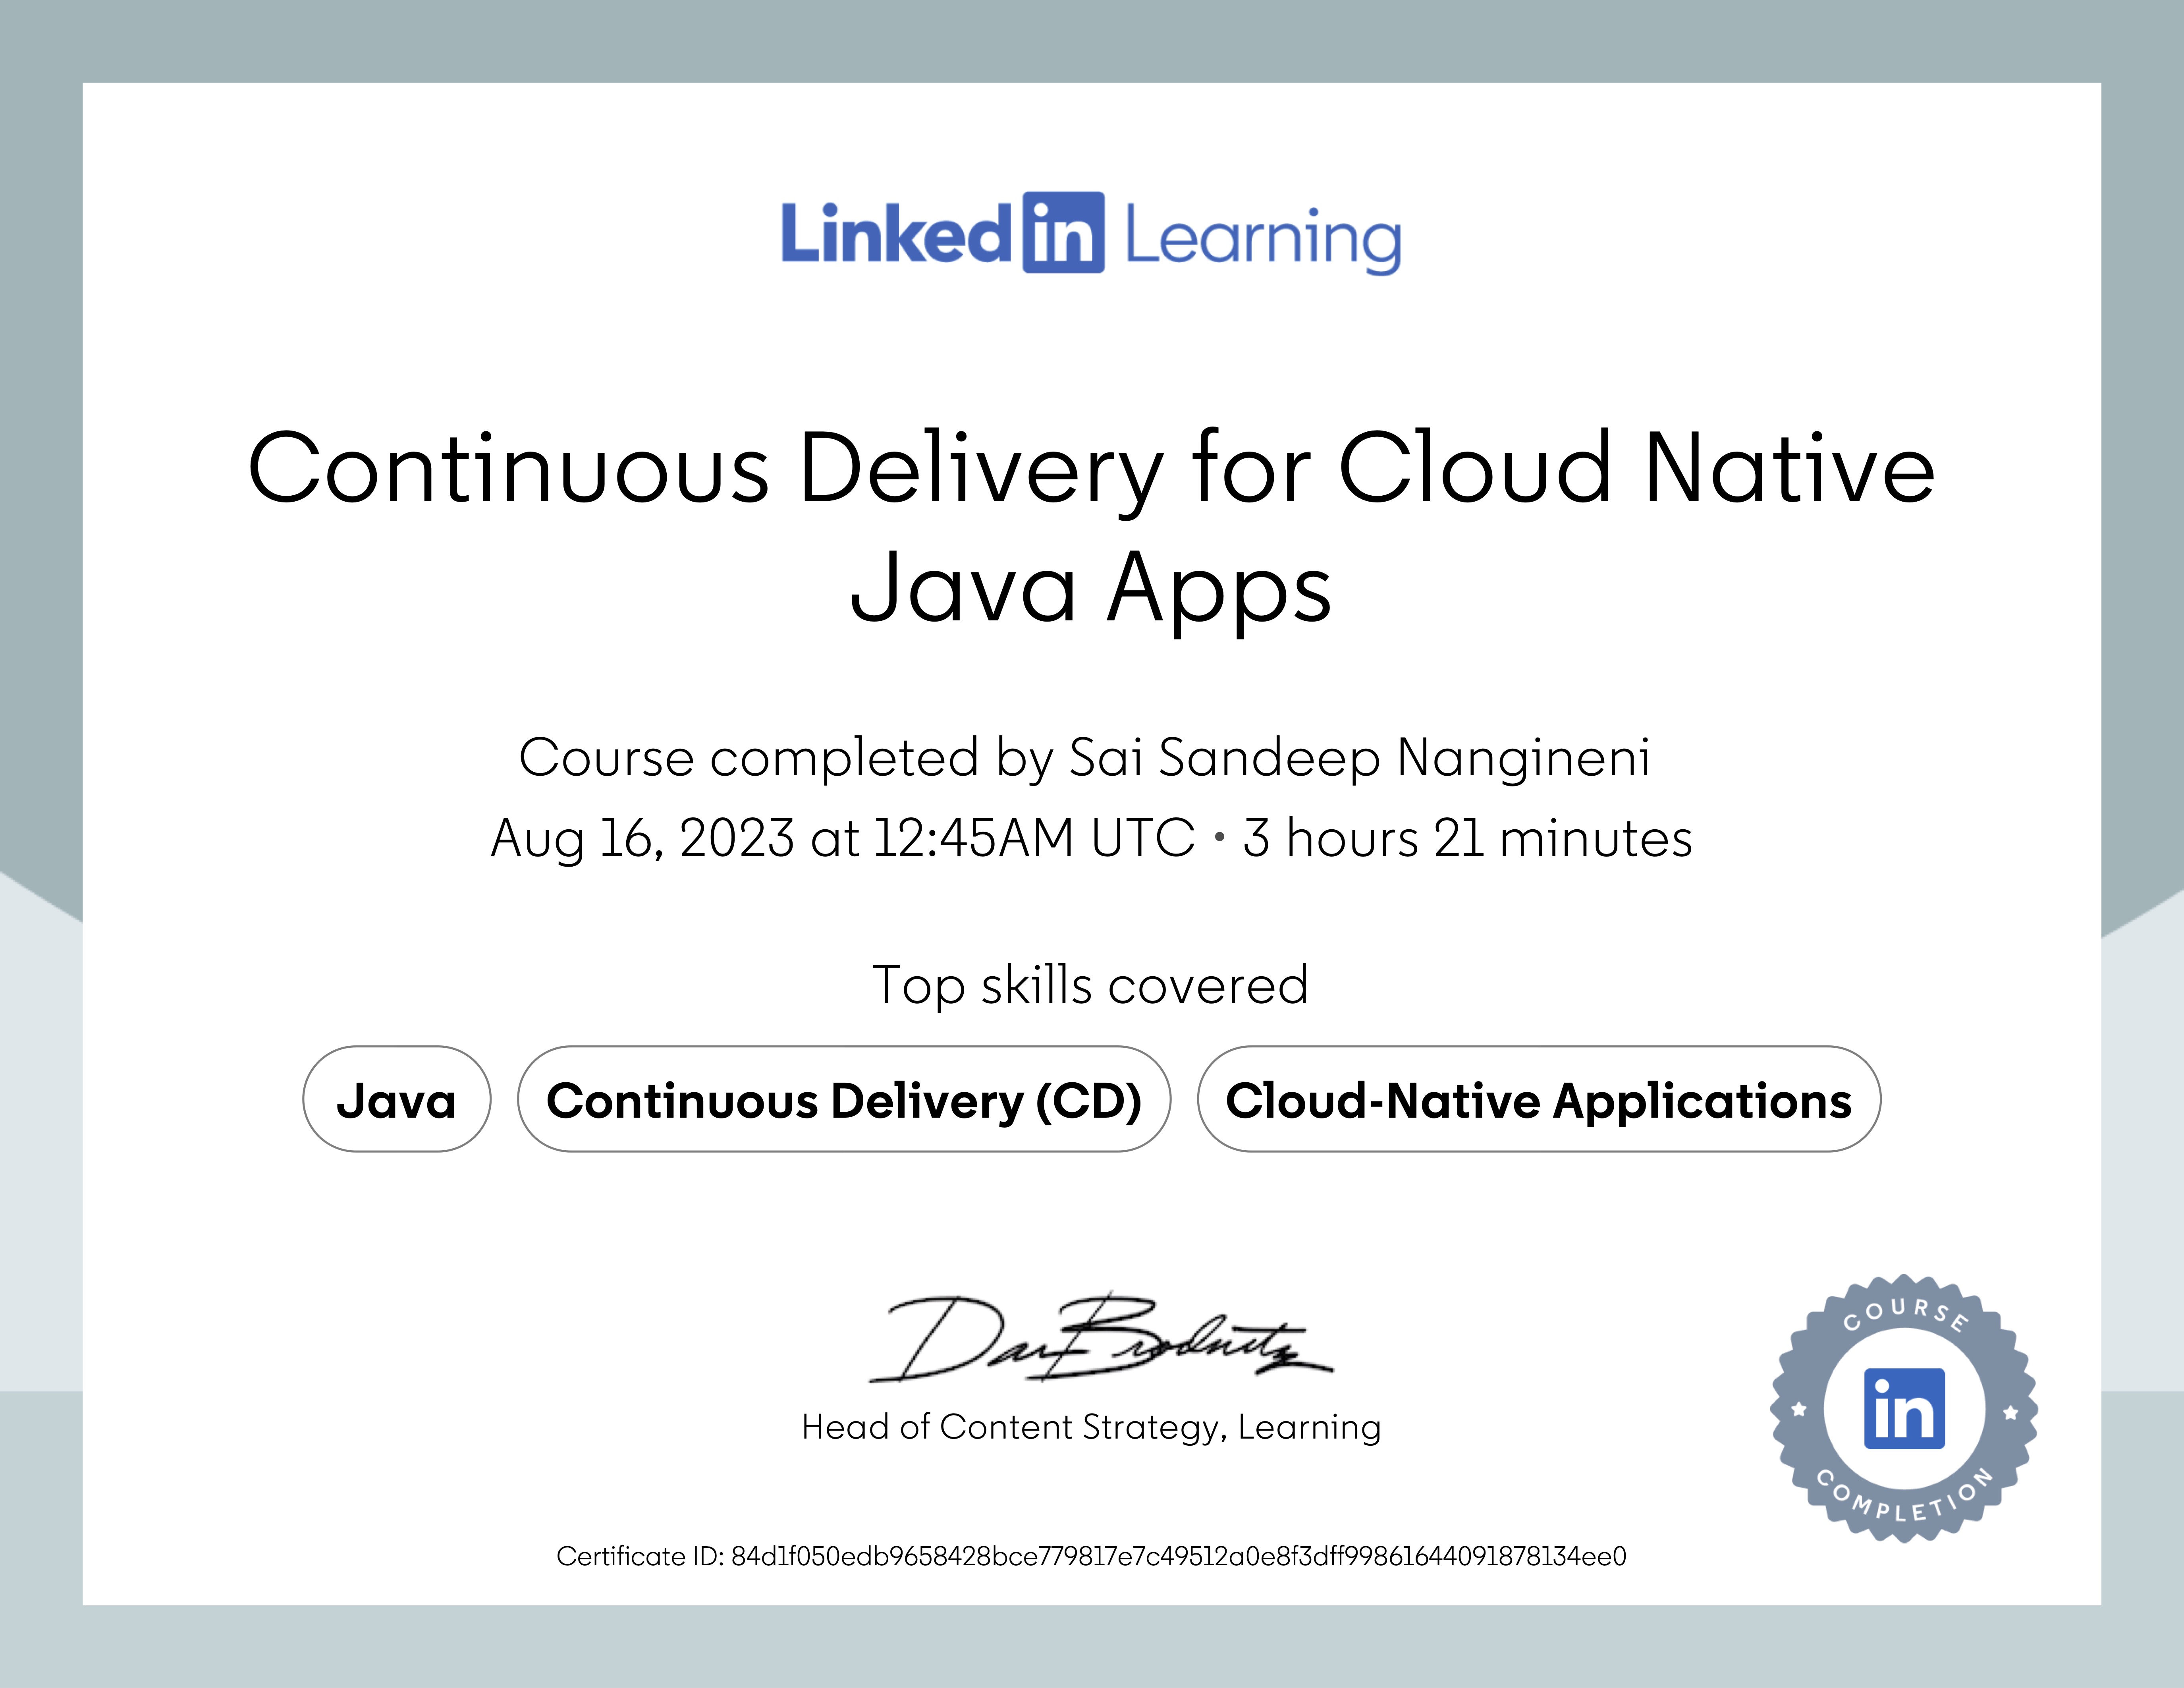 Linked in Learning
Continuous Delivery for Cloud Native
Java Apps
Course completed by Sai Sandeep Nangineni
Aug 16, 2023 at 12:45AM UTC • 3 hours 21 minutes
Top skills covered
Java Continuous Delivery (CD) Cloud-Native Applications
Dan Brodnitz
Head of Content Strategy, Learning
COURSE
in
COMPLETION
Certificate ID: 84d1f050edb9658428bce779817e7c49512a0e8f3dff99861644091878134ee0